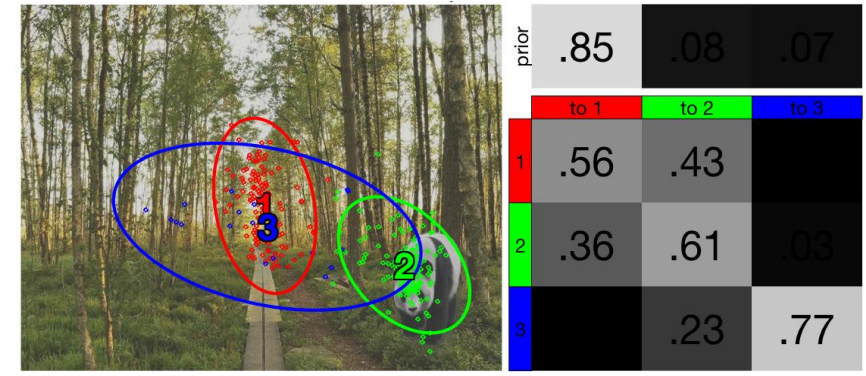 prior
.85 .08 .07
to 1 to 2 to 3
1 .56 .43
2 .36 .61 .03
3 .23 .77
1
3
2